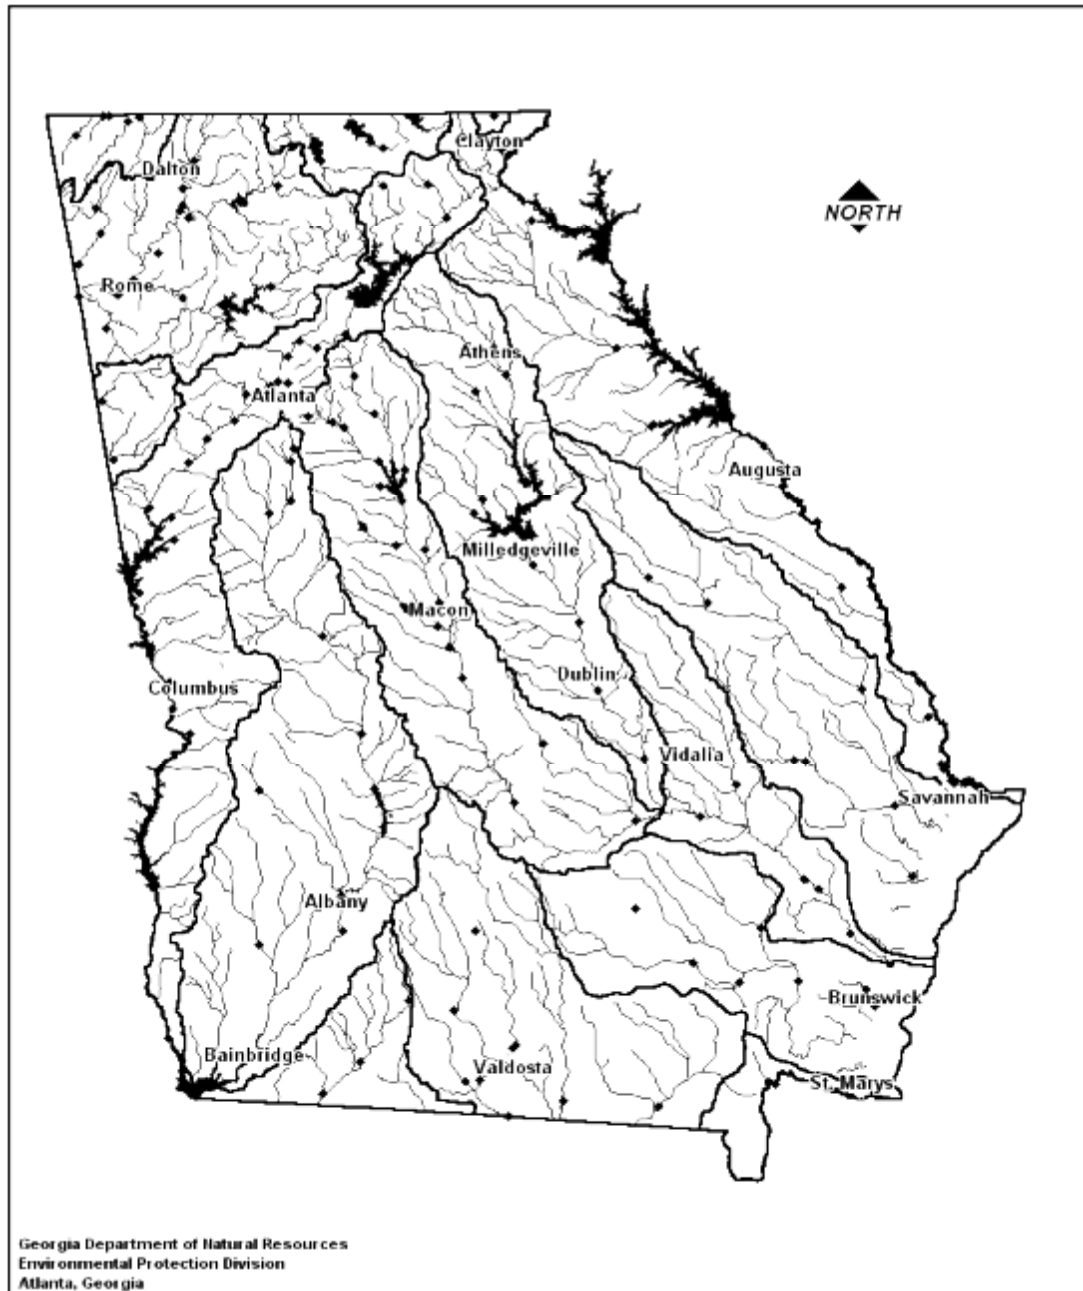 Clayton
Dalton
NORTH
Rome
Athens
Atlanta
Augusta
Milledgeville
Macon
Dublin
Columbus
Vidalia
Savannah
Albany
Brunswick
Bainbridge
Valdosta
St. Marys
Georgia Department of Natural Resources
Environmental Protection Division
Atlanta, Georgia